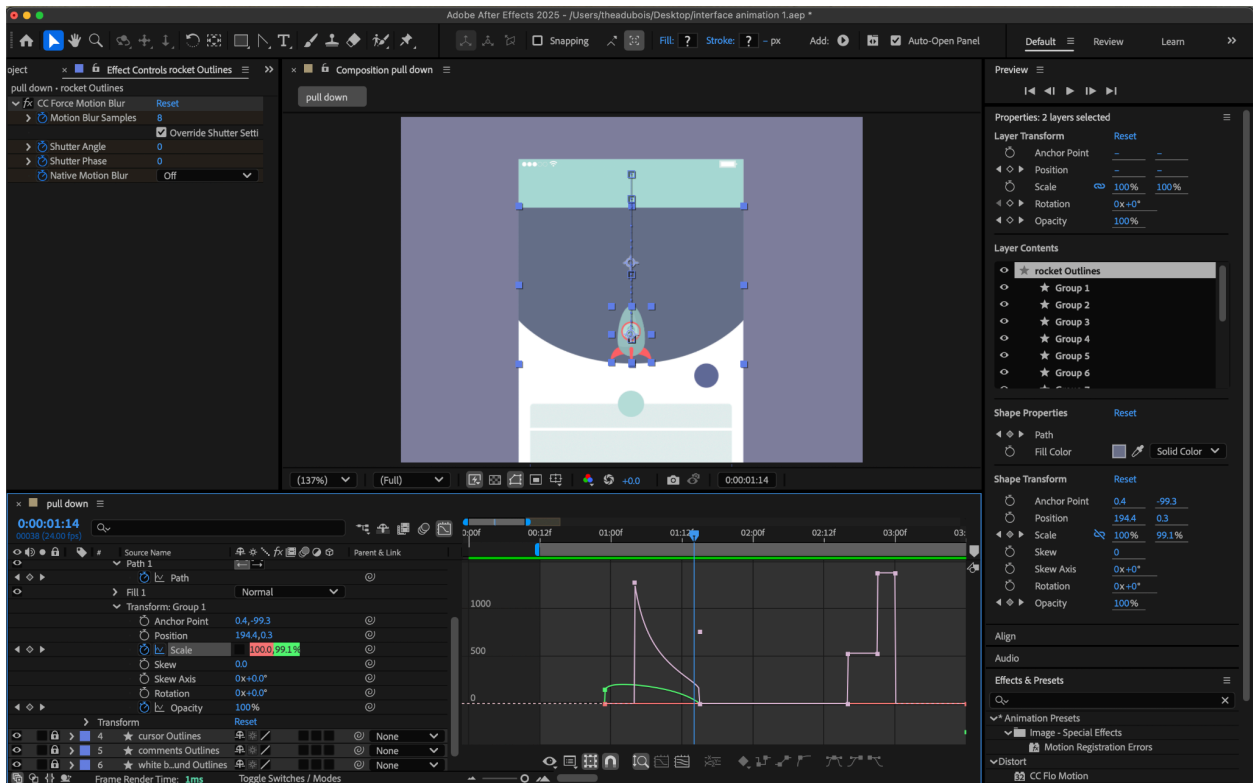 Adobe After Effects 2025 - /Users/theadubois/Desktop/interface animation 1.aep *
Snapping
Fill: ? Stroke: ? - px Add:
Auto-Open Panel
Default Review Learn
oject × Effect Controls rocket Outlines
pull down • rocket Outlines
fx CC Force Motion Blur Reset
Motion Blur Samples 8
Override Shutter Setti
Shutter Angle 0
Shutter Phase 0
Native Motion Blur Off
× Composition pull down
pull down
(137%) (Full) +0.0 0:00:01:14
Preview
Properties: 2 layers selected
Layer Transform Reset
Anchor Point - -
Position - -
Scale 100% 100%
Rotation 0x+0°
Opacity 100%
Layer Contents
rocket Outlines
Group 1
Group 2
Group 3
Group 4
Group 5
Group 6
Shape Properties Reset
Path
Fill Color Solid Color
Shape Transform Reset
Anchor Point 0.4 -99.3
Position 194.4 0.3
Scale 100% 99.1%
Skew 0
Skew Axis 0x+0°
Rotation 0x+0°
Opacity 100%
Align
Audio
Effects & Presets
* Animation Presets
Image - Special Effects
Motion Registration Errors
Distort
CC Flo Motion
× pull down
0:00:01:14
00038 (24.00 fps)
# Source Name fx Parent & Link
Path 1
Path
Fill 1 Normal
Transform: Group 1
Anchor Point 0.4,-99.3
Position 194.4,0.3
Scale 100.0,99.1%
Skew 0.0
Skew Axis 0x+0.0°
Rotation 0x+0.0°
Opacity 100%
Transform Reset
4 cursor Outlines None
5 comments Outlines None
6 white b...und Outlines None
Frame Render Time: 1ms Toggle Switches / Modes
00:12f 01:00f 02:00f 02:12f 03:00f
1000
500
0